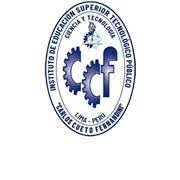 INSTITUTO DE EDUCACIÓN SUPERIOR TECNOLÓGICO PÚBLICO
CIENCIA Y TECNOLOGÍA
CCF
LIMA - PERÚ
"CARLOS CUETO FERNANDINI"